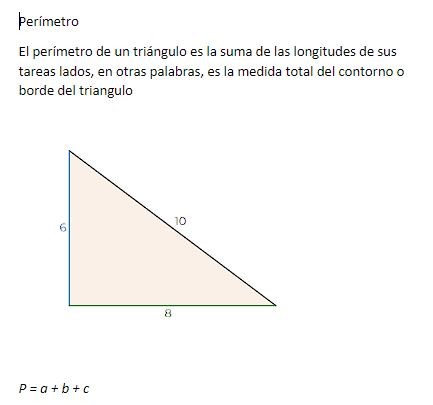 Perímetro
El perímetro de un triángulo es la suma de las longitudes de sus
tareas lados, en otras palabras, es la medida total del contorno o
borde del triangulo
6
10
8
P = a + b + c